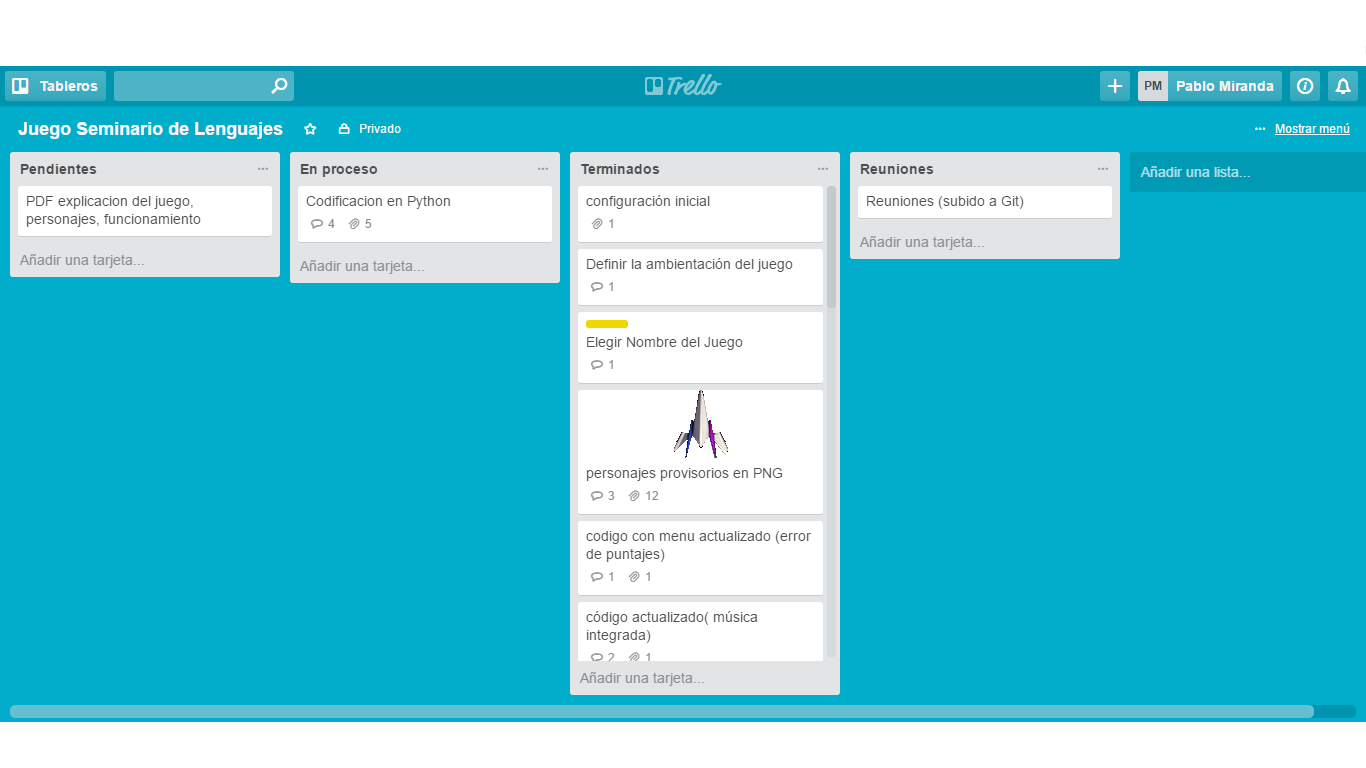 Tableros
Trello
PM
Pablo Miranda
Juego Seminario de Lenguajes
Privado
Mostrar menú
Pendientes
PDF explicacion del juego,
personajes, funcionamiento
Añadir una tarjeta...
En proceso
Codificacion en Python
4 5
Añadir una tarjeta...
Terminados
configuración inicial
1
Definir la ambientación del juego
1
Elegir Nombre del Juego
1
personajes provisorios en PNG
3 12
codigo con menu actualizado (error
de puntajes)
1 1
código actualizado( música
integrada)
2 1
Añadir una tarjeta...
Reuniones
Reuniones (subido a Git)
Añadir una tarjeta...
Añadir una lista...